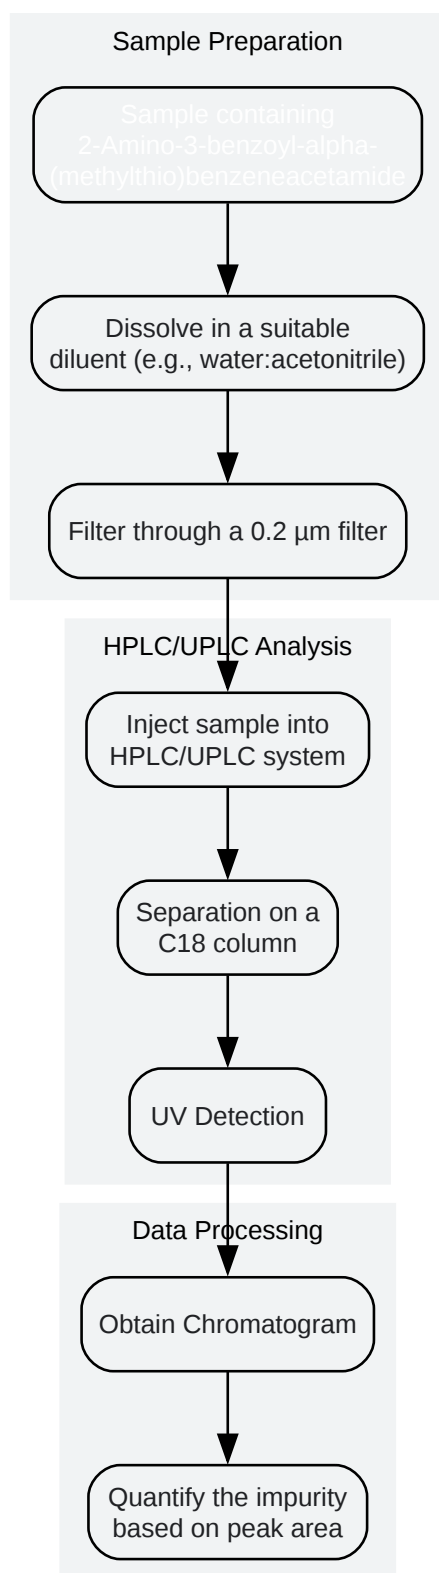 Sample Preparation
Sample containing
2-Amino-3-benzoyl-alpha-
(methylthio)benzeneacetamide
Dissolve in a suitable
diluent (e.g., water:acetonitrile)
Filter through a 0.2 µm filter
HPLC/UPLC Analysis
Inject sample into
HPLC/UPLC system
Separation on a
C18 column
UV Detection
Data Processing
Obtain Chromatogram
Quantify the impurity
based on peak area